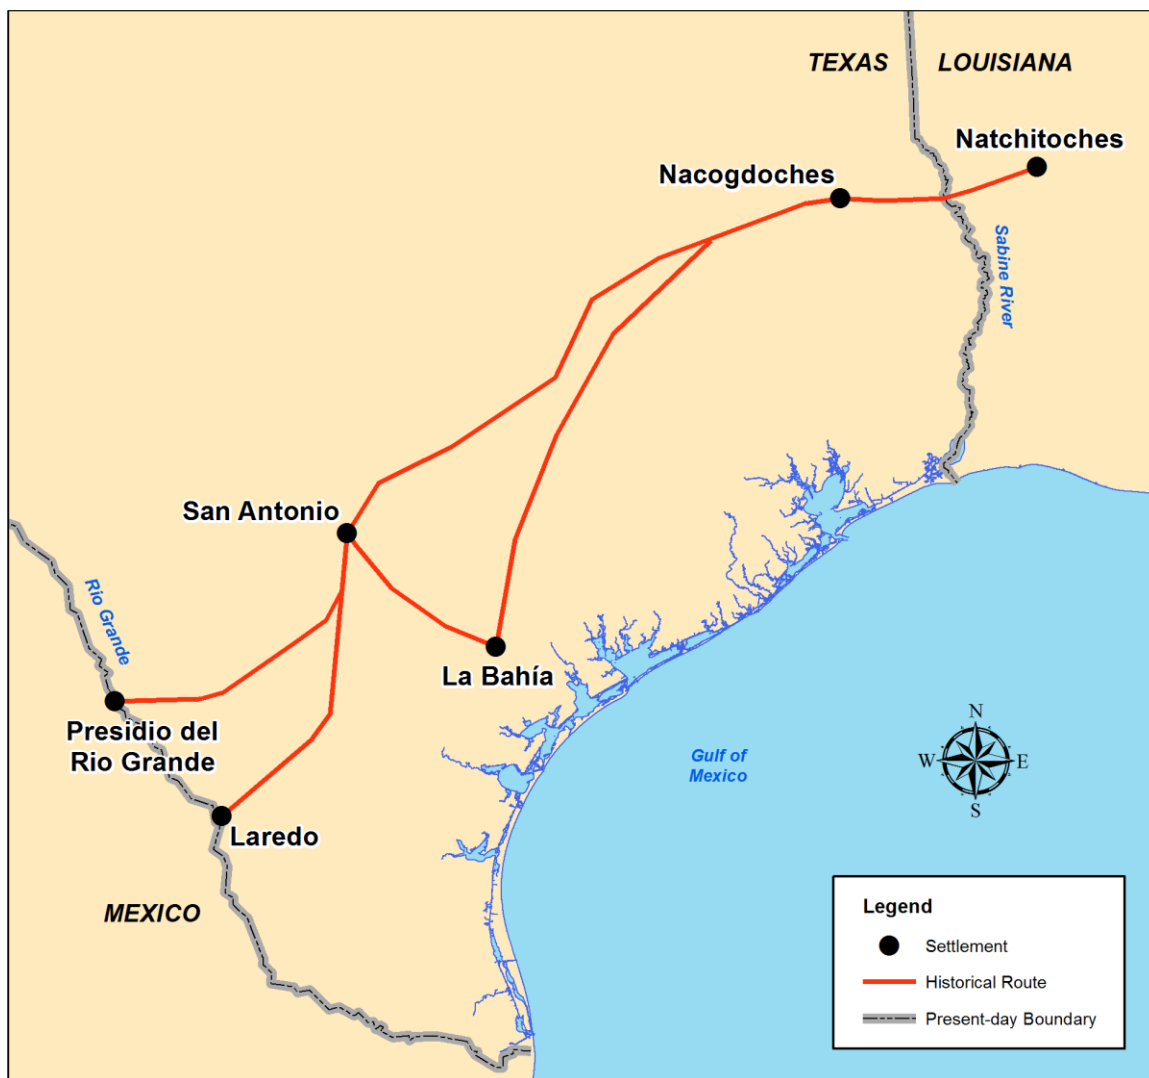 TEXAS
LOUISIANA
Natchitoches
Nacogdoches
Sabine River
San Antonio
Rio Grande
La Bahía
Presidio del
Rio Grande
Gulf of
Mexico
N
W
E
S
Laredo
MEXICO
Legend
Settlement
Historical Route
Present-day Boundary